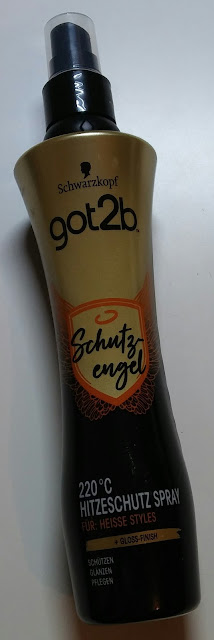 Schwarzkopf
got2b
Schutz-
engel
220°C
HITZESCHUTZ SPRAY
FÜR: HEISSE STYLES
+ GLOSS-FINISH
SCHÜTZEN
GLÄNZEN
PFLEGEN